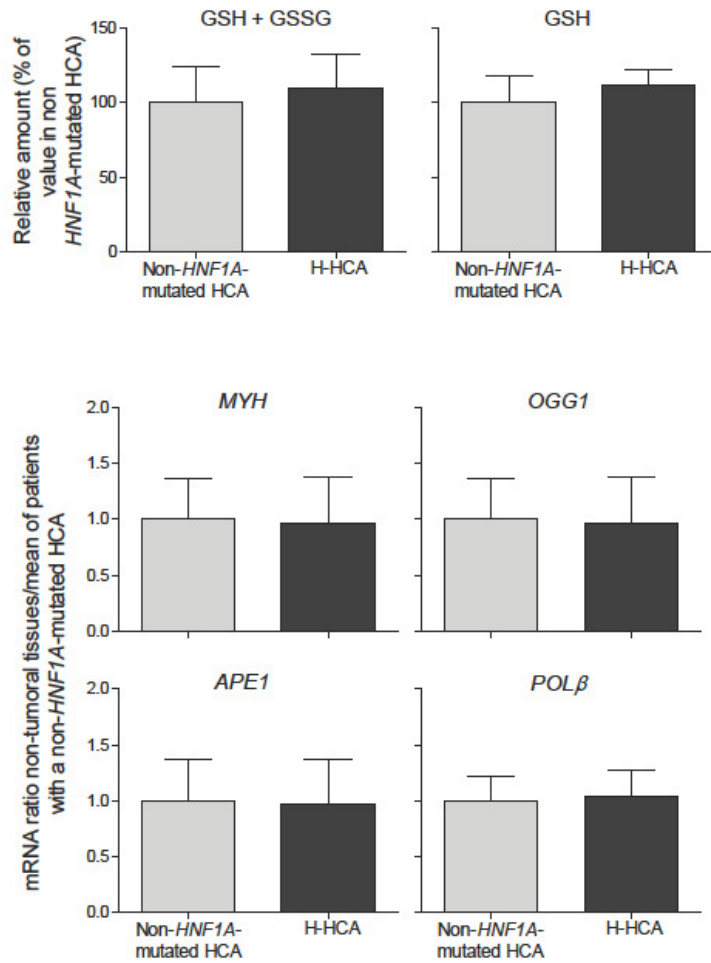 GSH + GSSG
GSH
Relative amount (% of
value in non
HNF1A-mutated HCA)
150
100
50
0
Non-HNF1A-
mutated HCA
H-HCA
Non-HNF1A-
mutated HCA
H-HCA
mRNA ratio non-tumoral tissues/mean of patients
with a non-HNF1A-mutated HCA
MYH
OGG1
2.0
1.5
1.0
0.5
0.0
APE1
POLβ
2.0
1.5
1.0
0.5
0.0
Non-HNF1A-
mutated HCA
H-HCA
Non-HNF1A-
mutated HCA
H-HCA